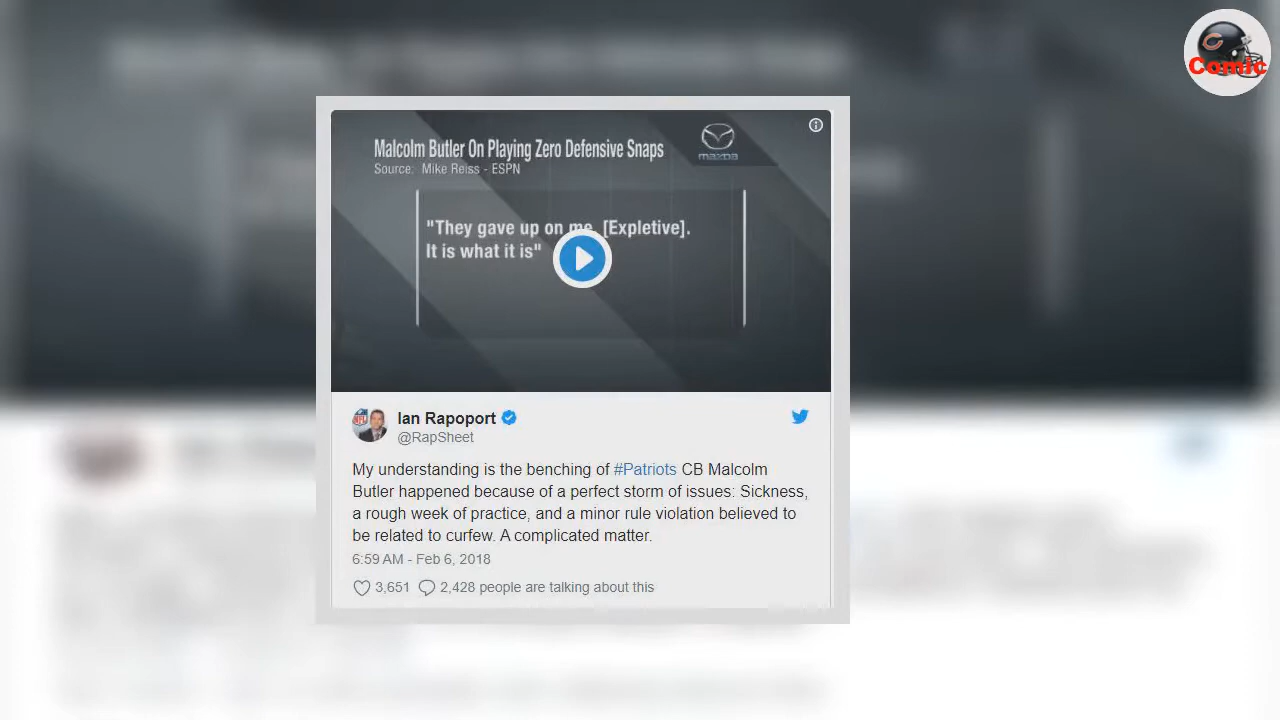 Comic
Malcolm Butler On Playing Zero Defensive Snaps
mazda
Source: Mike Reiss - ESPN
"They gave up on me. [Expletive].
It is what it is"
Ian Rapoport
@RapSheet
My understanding is the benching of #Patriots CB Malcolm
Butler happened because of a perfect storm of issues: Sickness,
a rough week of practice, and a minor rule violation believed to
be related to curfew. A complicated matter.
6:59 AM - Feb 6, 2018
3,651 2,428 people are talking about this